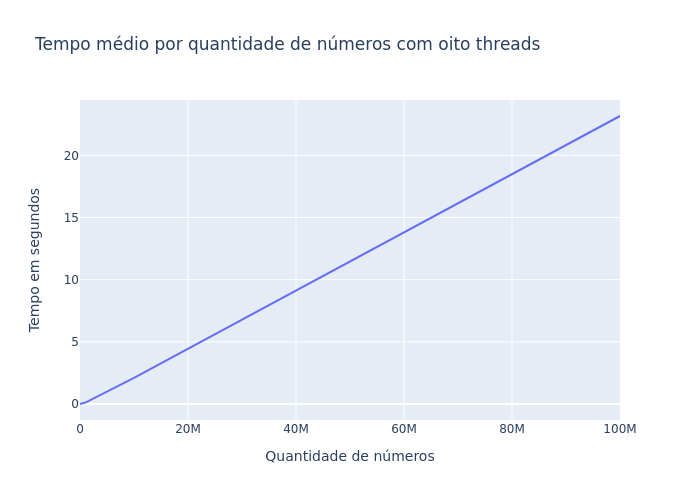 Tempo médio por quantidade de números com oito threads
Tempo em segundos
20
15
10
5
0
0 20M 40M 60M 80M 100M
Quantidade de números